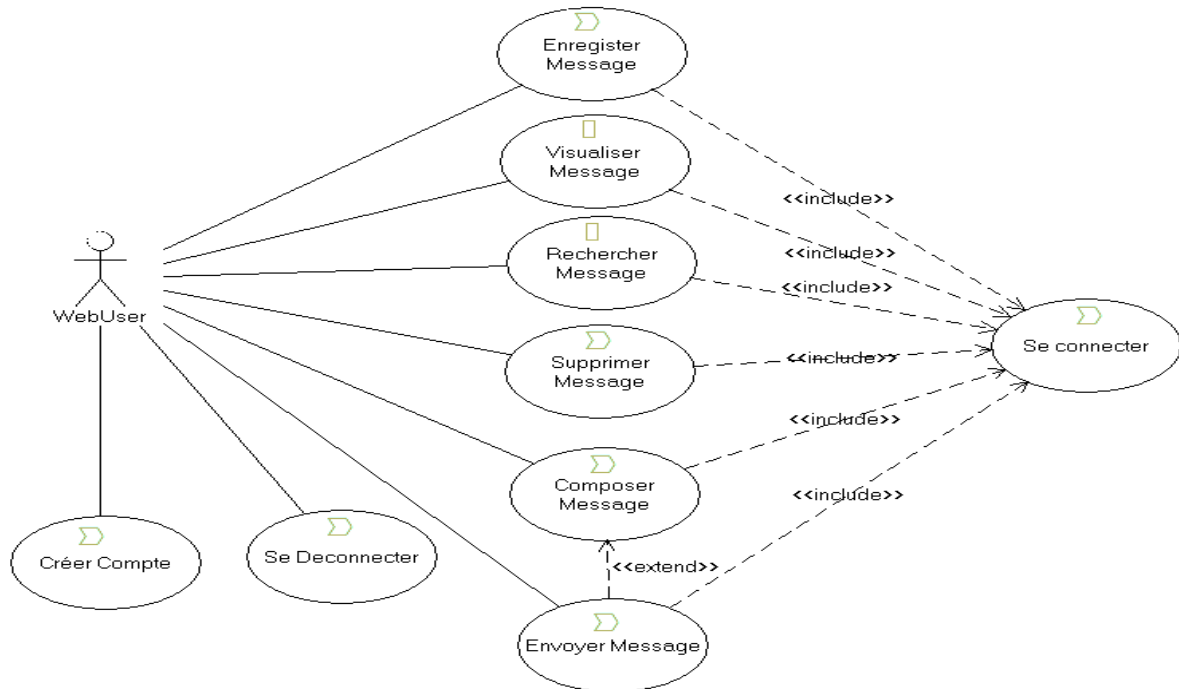 Enregister
Message
Visualiser
Message
<<include>>
Rechercher
Message
<<include>>
<<include>>
WebUser
Se connecter
Supprimer
Message
<<include>>
<<include>>
Composer
Message
<<include>>
Créer Compte
Se Deconnecter
<<extend>>
Envoyer Message